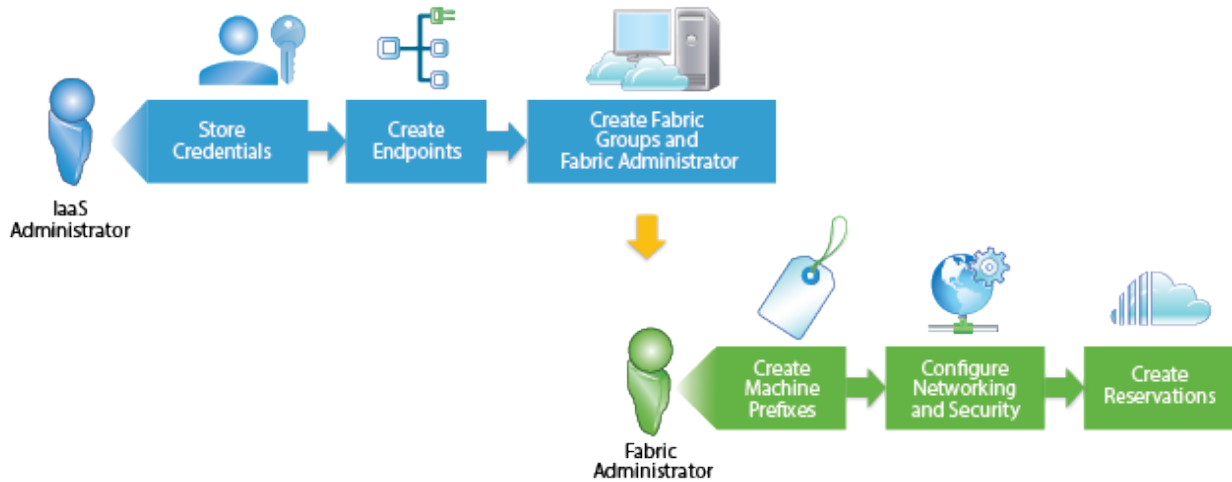 IaaS
Administrator
Store
Credentials
Create
Endpoints
Create Fabric
Groups and
Fabric Administrator
Fabric
Administrator
Create
Machine
Prefixes
Configure
Networking
and Security
Create
Reservations